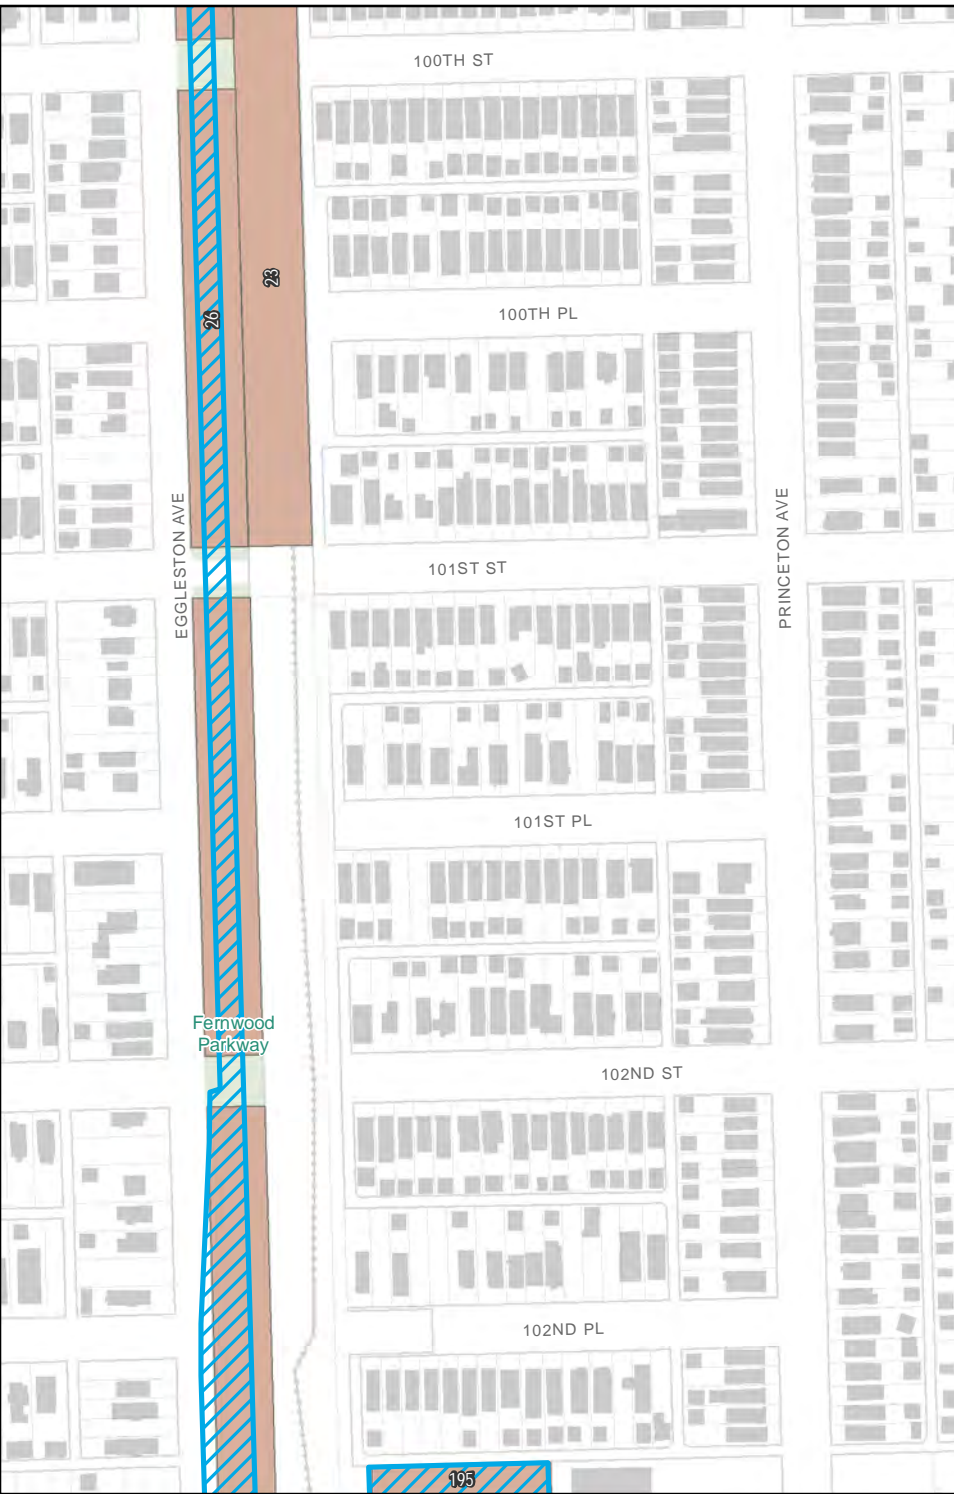 100TH ST
23
26
100TH PL
EGGLESTON AVE
PRINCETON AVE
101ST ST
101ST PL
Fernwood
Parkway
102ND ST
102ND PL
195